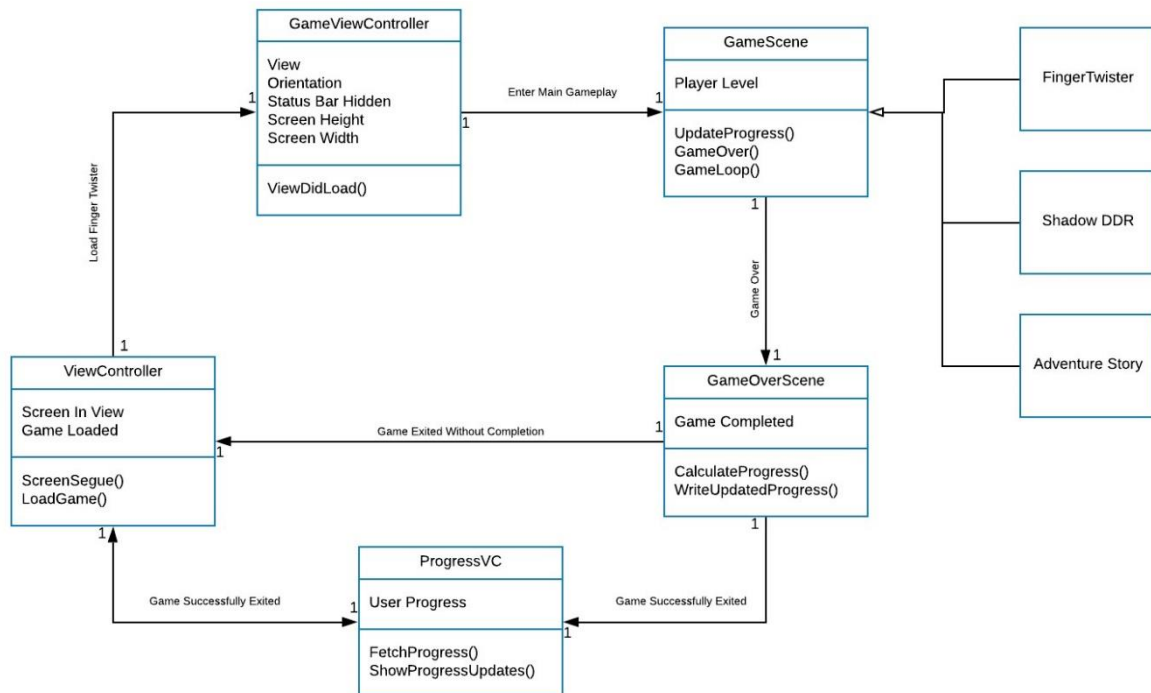 GameViewController
View
Orientation
Status Bar Hidden
Screen Height
Screen Width
ViewDidLoad()
1
1
Enter Main Gameplay
1
GameScene
Player Level
UpdateProgress()
GameOver()
GameLoop()
1
FingerTwister
Shadow DDR
Adventure Story
Load Finger Twister
1
Game Over
1
ViewController
Screen In View
Game Loaded
ScreenSegue()
LoadGame()
1
1
Game Exited Without Completion
1
GameOverScene
Game Completed
CalculateProgress()
WriteUpdatedProgress()
1
Game Successfully Exited
1
ProgressVC
User Progress
FetchProgress()
ShowProgressUpdates()
1
Game Successfully Exited